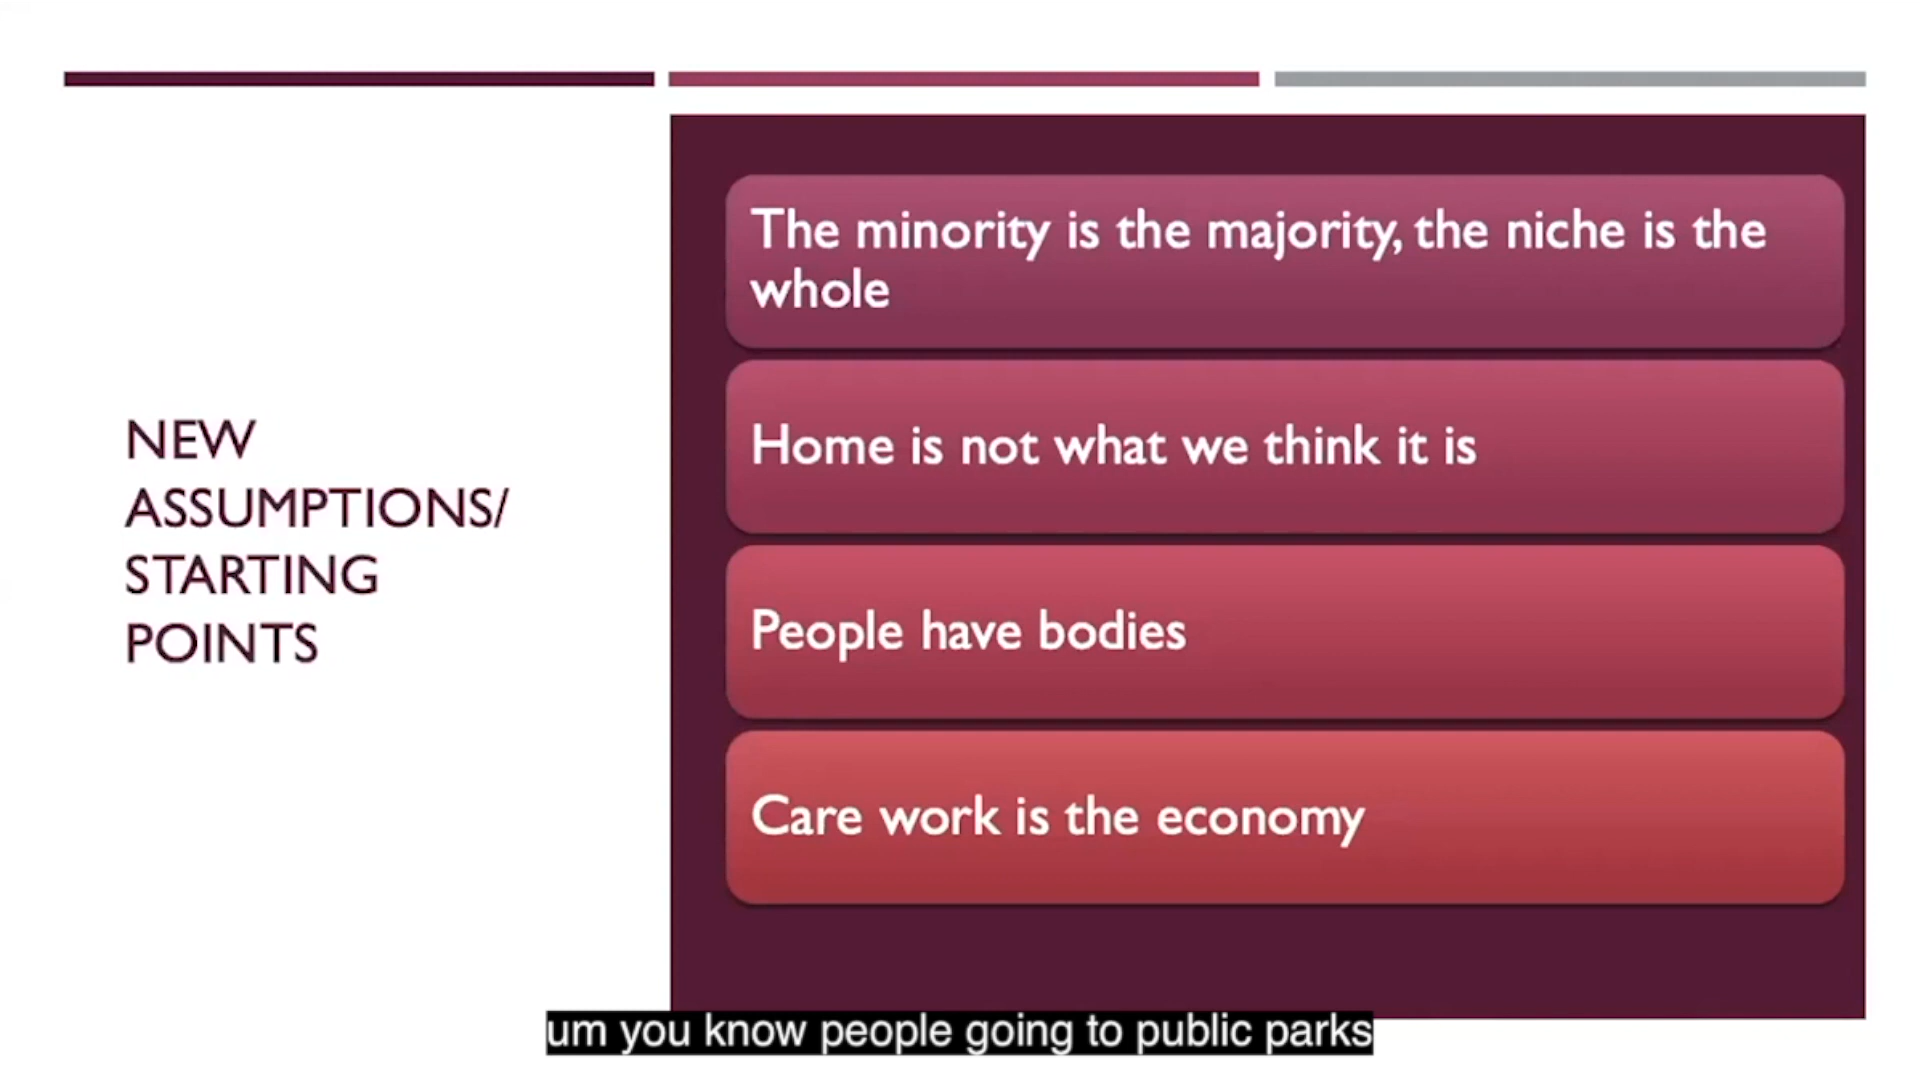 NEW
ASSUMPTIONS/
STARTING
POINTS
The minority is the majority, the niche is the
whole
Home is not what we think it is
People have bodies
Care work is the economy
um you know people going to public parks